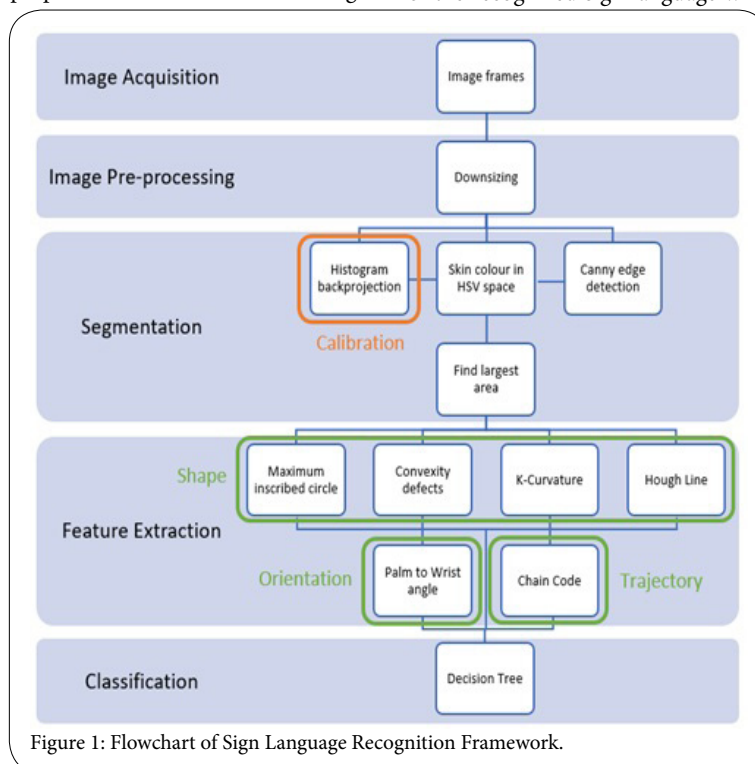 Image Acquisition
Image frames
Image Pre-processing
Downsizing
Segmentation
Histogram
backprojection
Skin colour in
HSV space
Canny edge
detection
Calibration
Find largest
area
Feature Extraction
Shape
Maximum
inscribed circle
Convexity
defects
K-Curvature
Hough Line
Orientation
Palm to Wrist
angle
Chain Code
Trajectory
Classification
Decision Tree
Figure 1: Flowchart of Sign Language Recognition Framework.